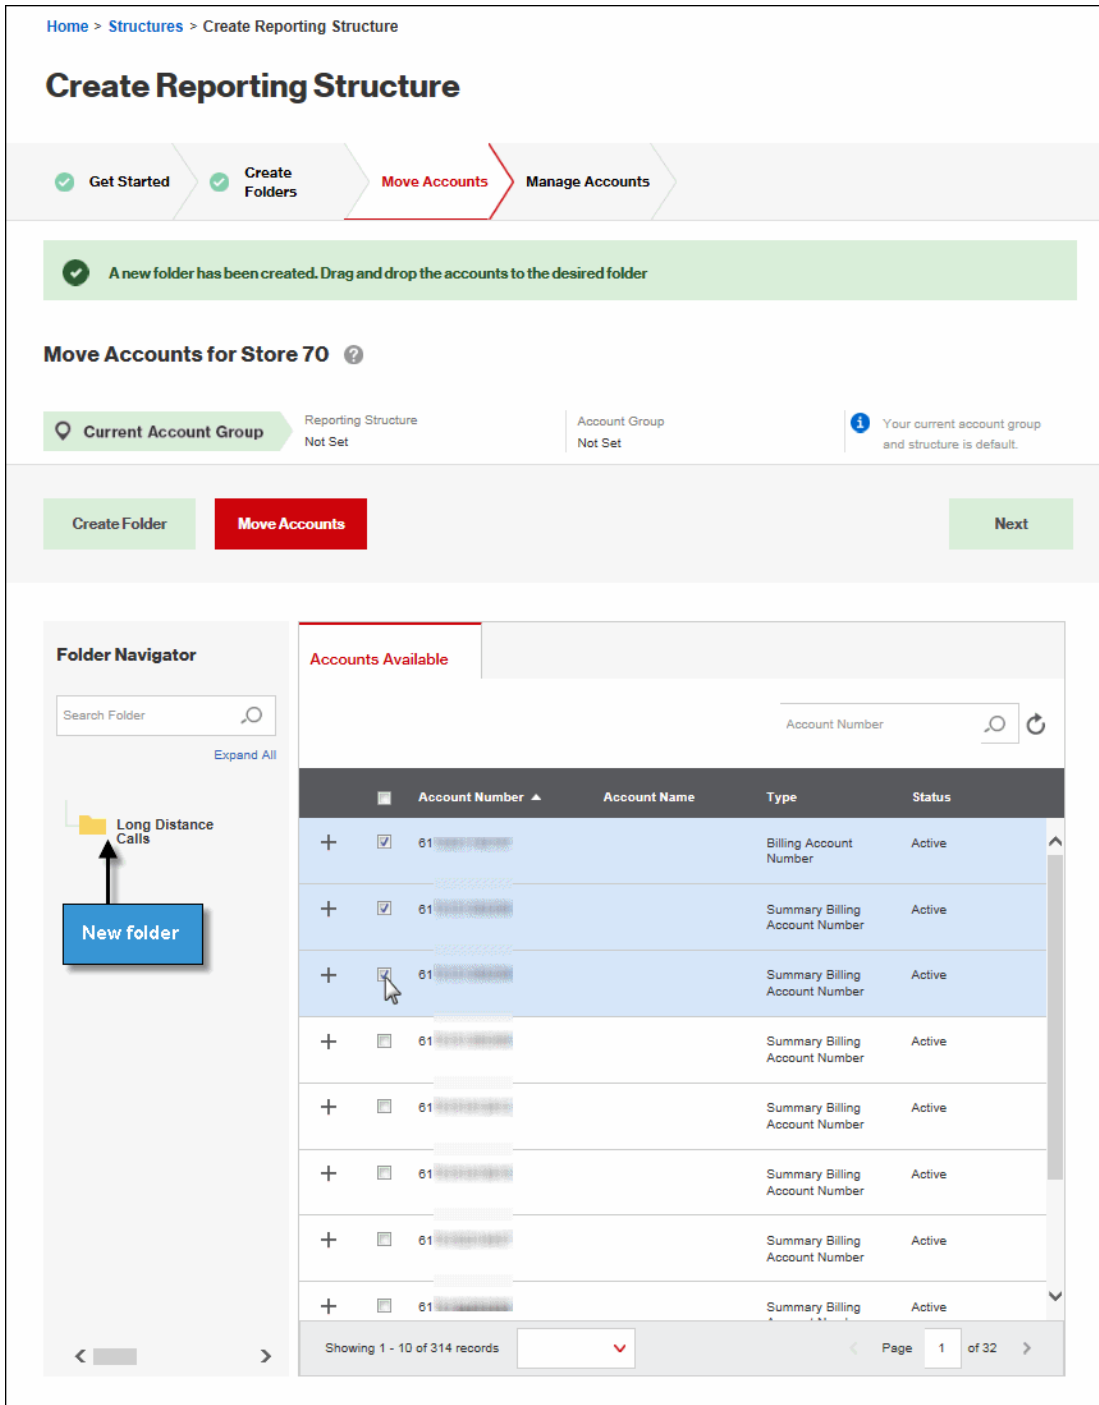 Home > Structures > Create Reporting Structure
Create Reporting Structure
Get Started
Create
Folders
Move Accounts
Manage Accounts
A new folder has been created. Drag and drop the accounts to the desired folder
Move Accounts for Store 70 ?
Current Account Group
Reporting Structure
Not Set
Account Group
Not Set
i
Your current account group
and structure is default.
Create Folder
Move Accounts
Next
Folder Navigator
Search Folder
Expand All
Long Distance
Calls
New folder
Accounts Available
Account Number
Account Number Account Name Type Status
61 Billing Account Active
Number
61 Summary Billing Active
Account Number
61 Summary Billing Active
Account Number
61 Summary Billing Active
Account Number
61 Summary Billing Active
Account Number
61 Summary Billing Active
Account Number
61 Summary Billing Active
Account Number
61 Summary Billing Active
Showing 1 - 10 of 314 records
Page 1 of 32